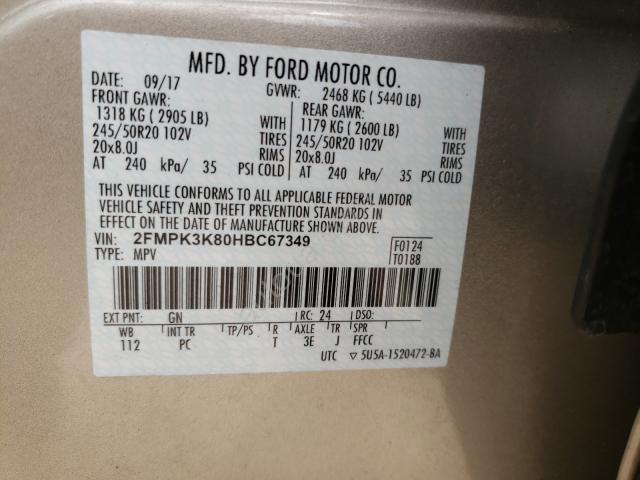 MFD. BY FORD MOTOR CO.
DATE: 09/17 GVWR: 2468 KG ( 5440 LB)
FRONT GAWR: REAR GAWR:
1318 KG ( 2905 LB) WITH 1179 KG ( 2600 LB) WITH
245/50R20 102V TIRES 245/50R20 102V TIRES
20x8.0J RIMS 20x8.0J RIMS
AT 240 kPa/ 35 PSI COLD AT 240 kPa/ 35 PSI COLD
THIS VEHICLE CONFORMS TO ALL APPLICABLE FEDERAL MOTOR
VEHICLE SAFETY AND THEFT PREVENTION STANDARDS IN
EFFECT ON THE DATE OF MANUFACTURE SHOWN ABOVE.
VIN: 2FMPK3K80HBC67349 F0124
TYPE: MPV T0188
EXT PNT: GN RC: 24 DSO:
WB INT TR TP/PS R AXLE TR SPR
112 PC T 3E J FFCC
UTC ▽ 5U5A-1520472-BA